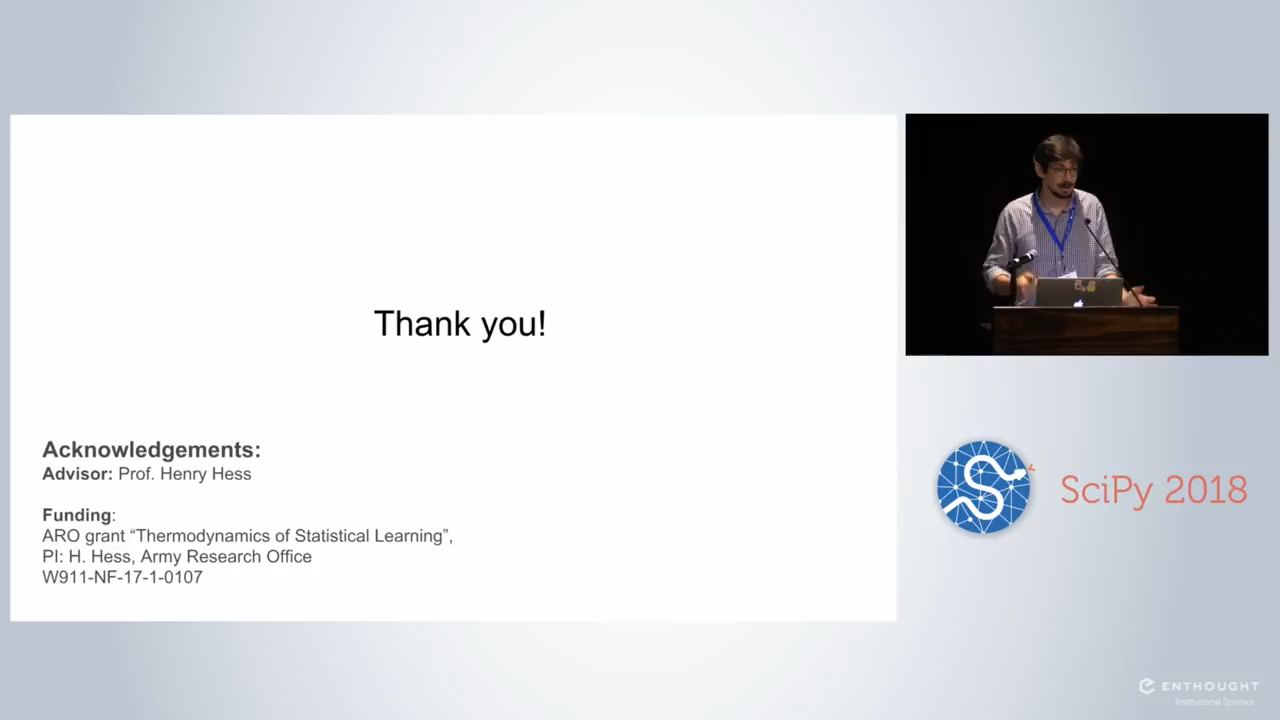 Thank you!
Acknowledgements:
Advisor: Prof. Henry Hess
Funding:
ARO grant “Thermodynamics of Statistical Learning”,
PI: H. Hess, Army Research Office
W911-NF-17-1-0107
SciPy 2018
ENTHOUGHT
Institutional Sponsor